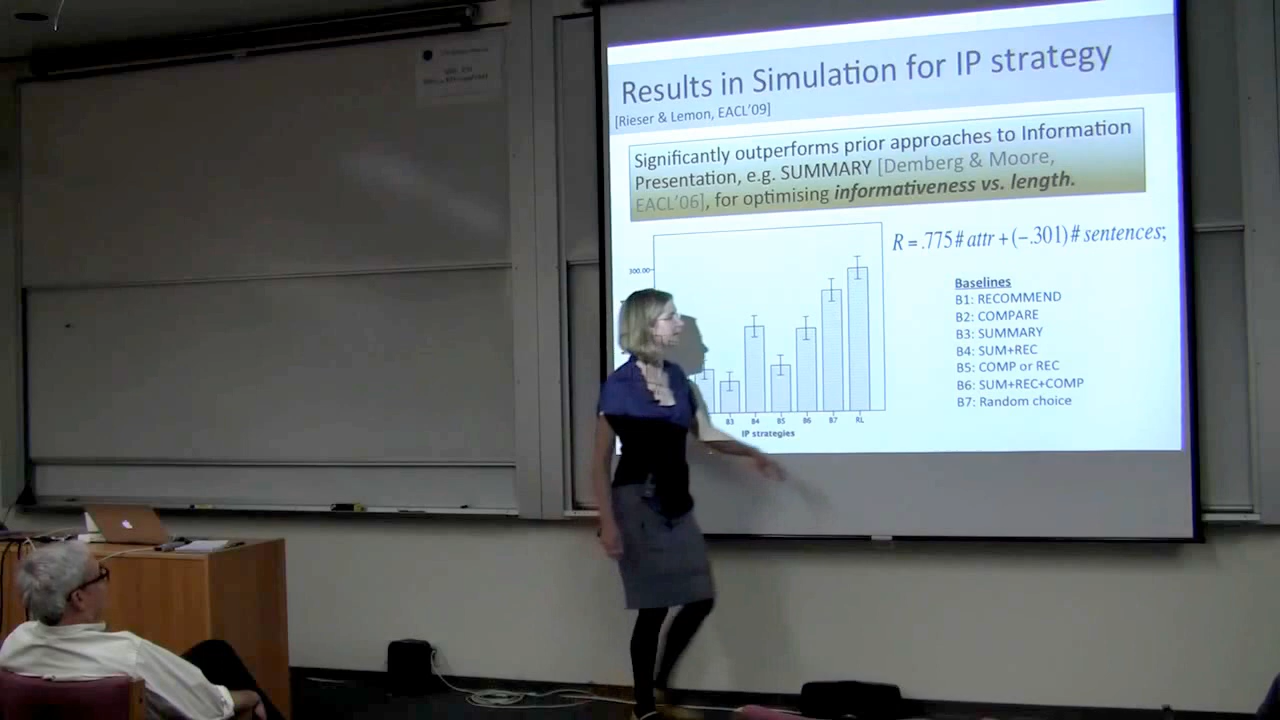 Results in Simulation for IP strategy
[Rieser & Lemon, EACL'09]
Significantly outperforms prior approaches to Information
Presentation, e.g. SUMMARY [Demberg & Moore,
EACL'06], for optimising informativeness vs. length.
R = .775# attr + (−.301)# sentences;
300.00
Baselines
B1: RECOMMEND
B2: COMPARE
B3: SUMMARY
B4: SUM+REC
B5: COMP or REC
B6: SUM+REC+COMP
B7: Random choice
B3 B4 B5 B6 B7 RL
IP strategies